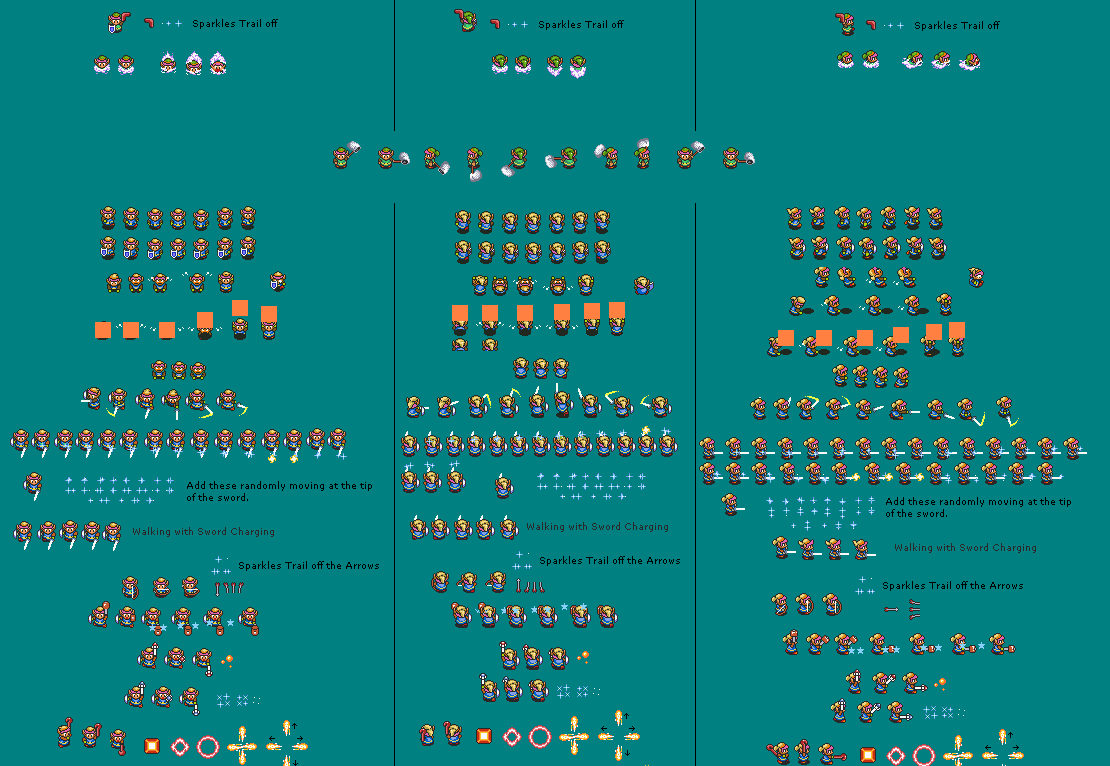 Sparkles Trail off
Sparkles Trail off
Sparkles Trail off
Add these randomly moving at the tip
of the sword.
Add these randomly moving at the tip
of the sword.
Walking with Sword Charging
Walking with Sword Charging
Walking with Sword Charging
Sparkles Trail off the Arrows
Sparkles Trail off the Arrows
Sparkles Trail off the Arrows